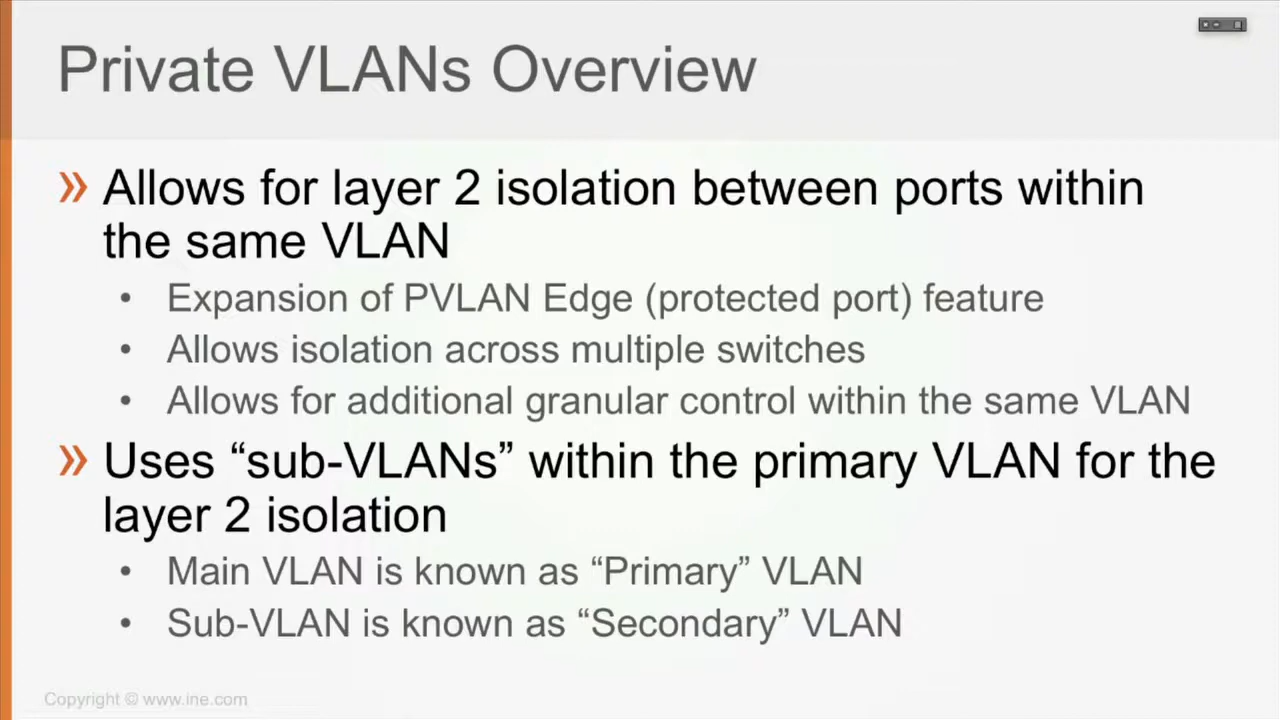 Private VLANs Overview
» Allows for layer 2 isolation between ports within
the same VLAN
• Expansion of PVLAN Edge (protected port) feature
• Allows isolation across multiple switches
• Allows for additional granular control within the same VLAN
» Uses “sub-VLANs” within the primary VLAN for the
layer 2 isolation
• Main VLAN is known as “Primary” VLAN
• Sub-VLAN is known as “Secondary” VLAN
Copyright © www.ine.com